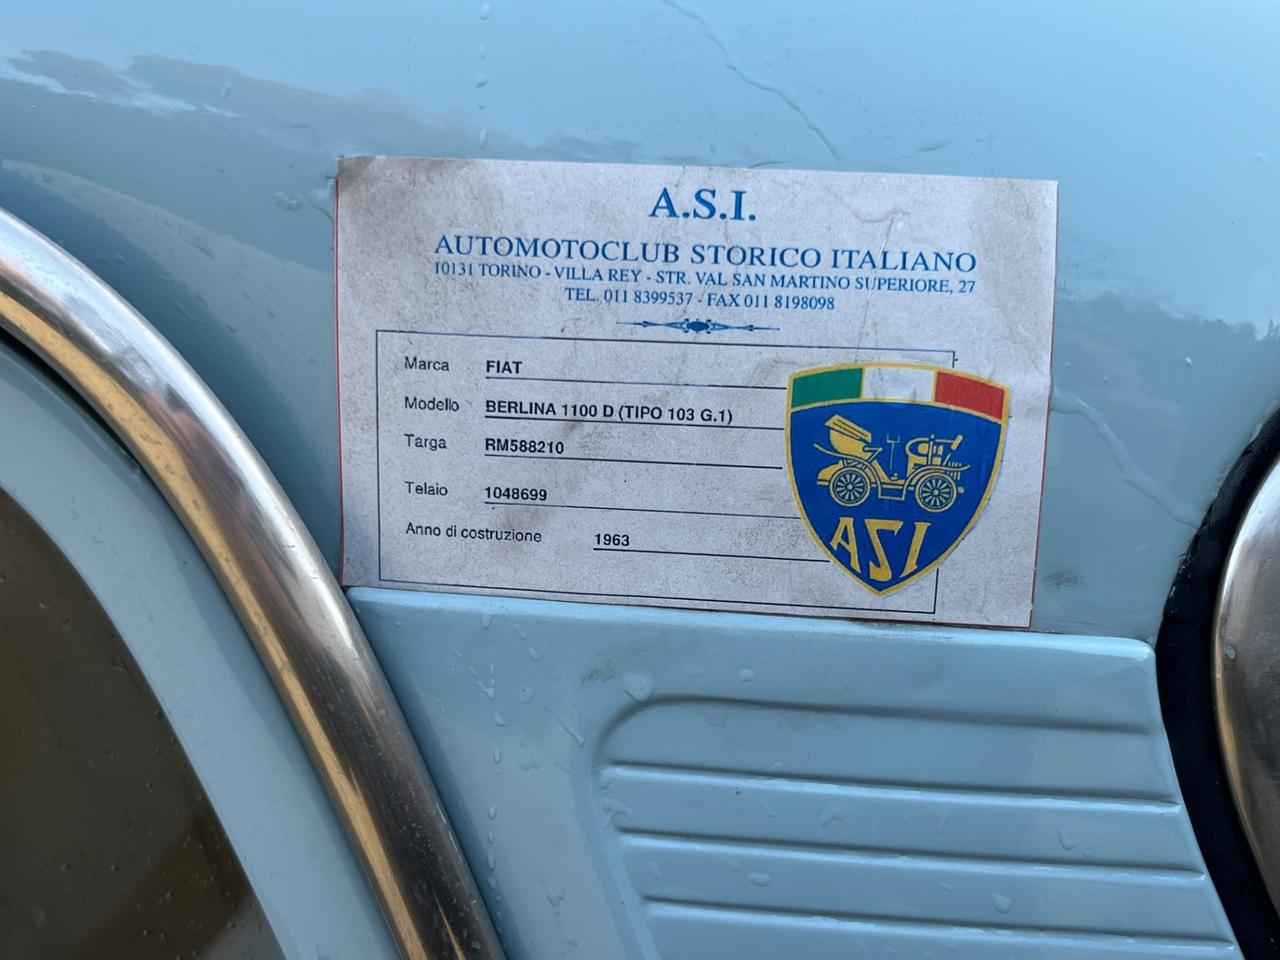 A.S.I.
AUTOMOTOCLUB STORICO ITALIANO
10131 TORINO - VILLA REY - STR. VAL SAN MARTINO SUPERIORE, 27
TEL. 011 8399537 - FAX 011 8198098
Marca FIAT
Modello BERLINA 1100 D (TIPO 103 G.1)
Targa RM588210
Telaio 1048699
Anno di costruzione 1963
ASI